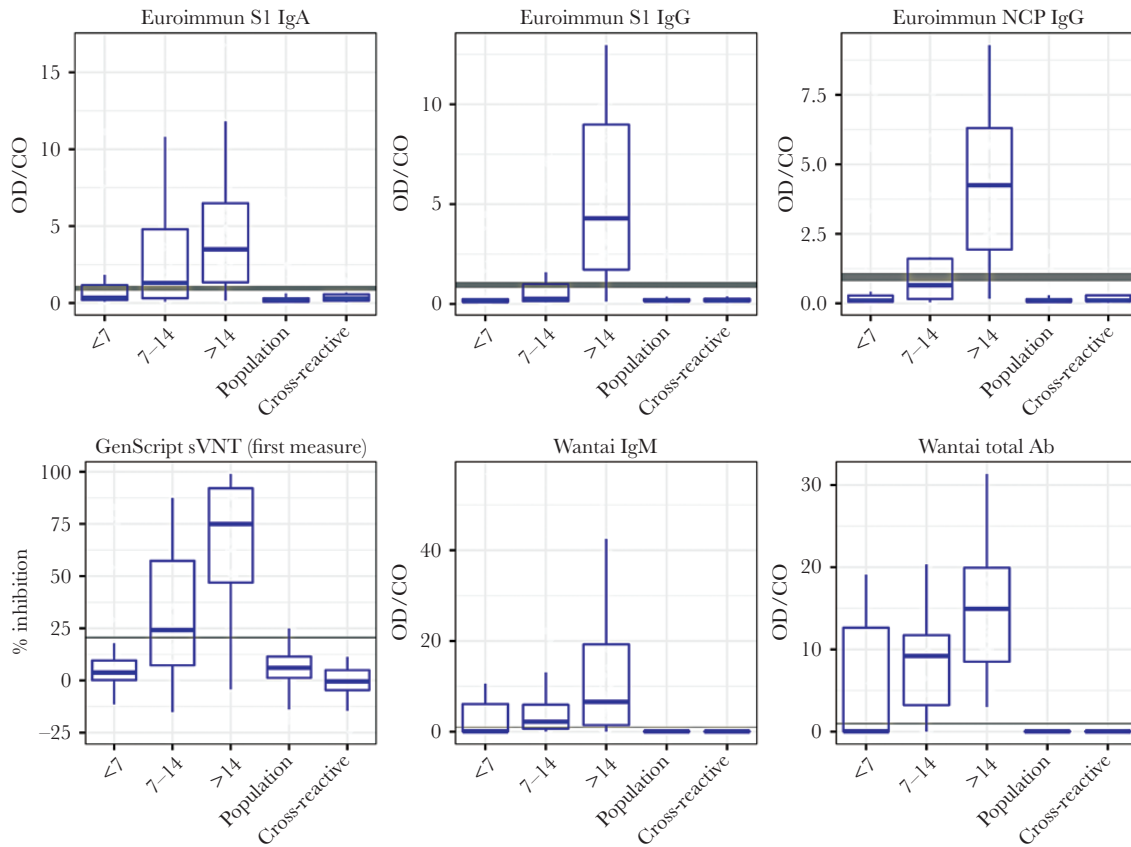 Euroimmun S1 IgA
Euroimmun S1 IgG
Euroimmun NCP IgG
OD/CO
15
10
5
0
<7
7–14
>14
Population
Cross-reactive
OD/CO
10
5
0
<7
7–14
>14
Population
Cross-reactive
OD/CO
7.5
5.0
2.5
0.0
<7
7–14
>14
Population
Cross-reactive
GenScript sVNT (first measure)
Wantai IgM
Wantai total Ab
% inhibition
100
75
50
25
0
−25
<7
7–14
>14
Population
Cross-reactive
OD/CO
40
20
0
<7
7–14
>14
Population
Cross-reactive
OD/CO
30
20
10
0
<7
7–14
>14
Population
Cross-reactive